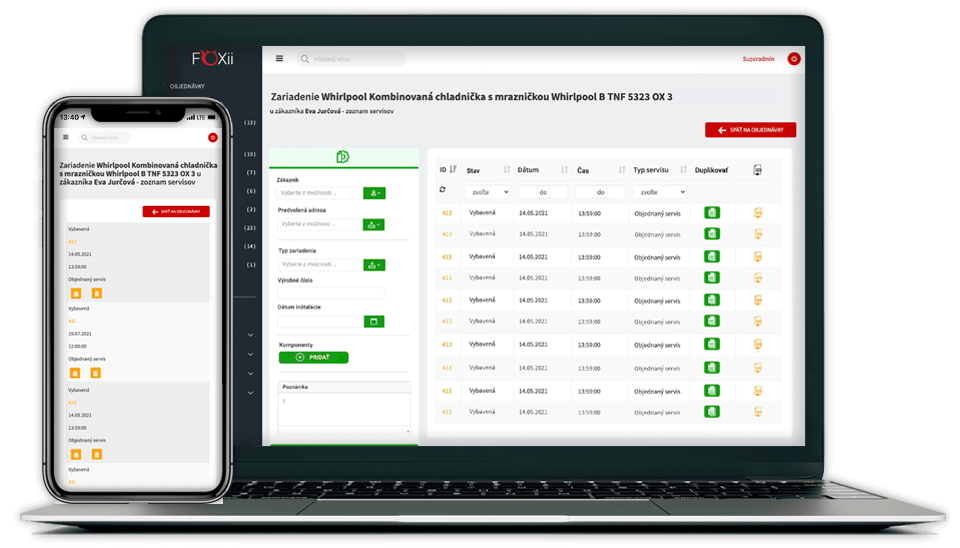 FOXii
Hľadaný výraz
Superadmin
OBJEDNÁVKY
(13)
(19)
(7)
(6)
(2)
(23)
(14)
(1)
Zariadenie Whirlpool Kombinovaná chladnička s mrazničkou Whirlpool B TNF 5323 OX 3
u zákazníka Eva Jurčová - zoznam servisov
SPÄŤ NA OBJEDNÁVKY
Zákazník
Vyberte z možností ...
Predvolená adresa
Vyberte z možností ...
Typ zariadenia
Vyberte z možností ...
Výrobné číslo
Dátum inštalácie
Komponenty
PRIDAŤ
Poznámka
ID Stav Dátum Čas Typ servisu Duplikovať
zvoľte do do zvoľte
413 Vybavená 14.05.2021 13:59:00 Objednaný servis
413 Vybavená 14.05.2021 13:59:00 Objednaný servis
413 Vybavená 14.05.2021 13:59:00 Objednaný servis
413 Vybavená 14.05.2021 13:59:00 Objednaný servis
413 Vybavená 14.05.2021 13:59:00 Objednaný servis
413 Vybavená 14.05.2021 13:59:00 Objednaný servis
413 Vybavená 14.05.2021 13:59:00 Objednaný servis
413 Vybavená 14.05.2021 13:59:00 Objednaný servis
413 Vybavená 14.05.2021 13:59:00 Objednaný servis
413 Vybavená 14.05.2021 13:59:00 Objednaný servis
13:40 LTE
Zariadenie Whirlpool Kombinovaná chladnička
s mrazničkou Whirlpool B TNF 5323 OX 3 u
zákazníka Eva Jurčová - zoznam servisov
SPÄŤ NA OBJEDNÁVKY
Vybavená
413
14.05.2021
13:59:00
Objednaný servis
Vybavená
431
19.07.2021
12:00:00
Objednaný servis
Vybavená
413
14.05.2021
13:59:00
Objednaný servis
Vybavená
431